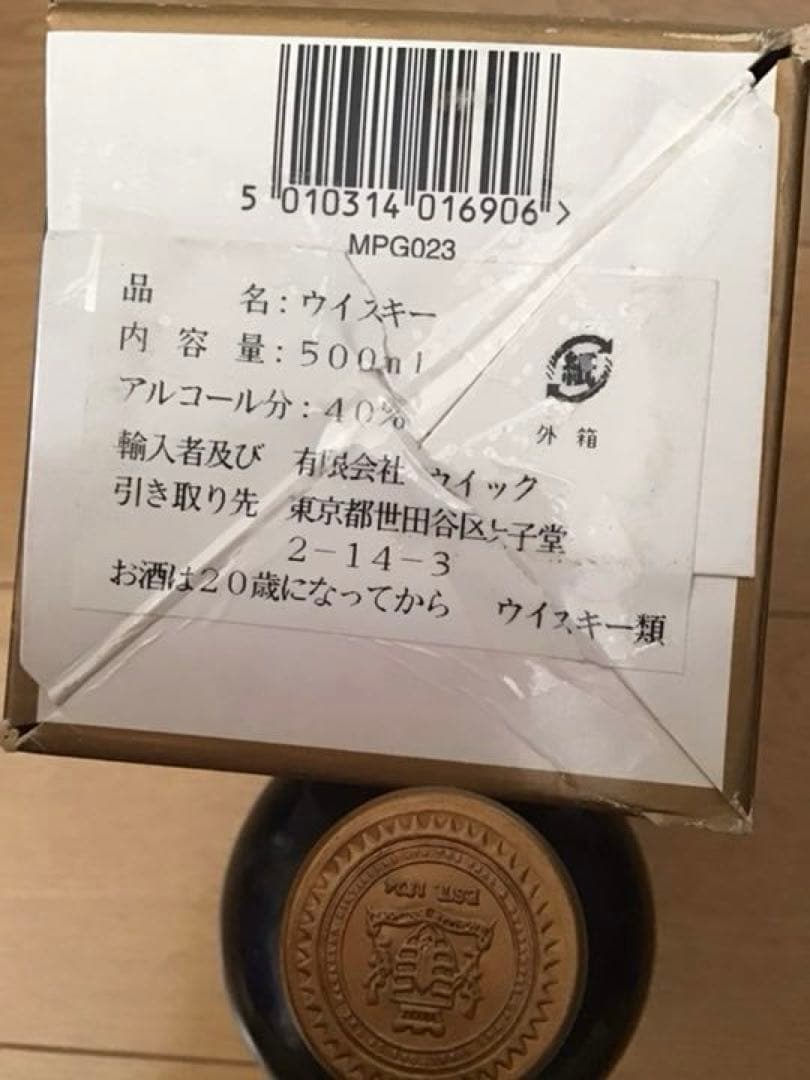 5 010314 016906 >
MPG023
品 名：ウイスキー
内 容 量：500ml
アルコール分：40%
紙
外 箱
輸入者及び 有限会社 ウイック
引き取り先 東京都世田谷区太子堂
2－14－3
お酒は20歳になってから ウイスキー類
EST.